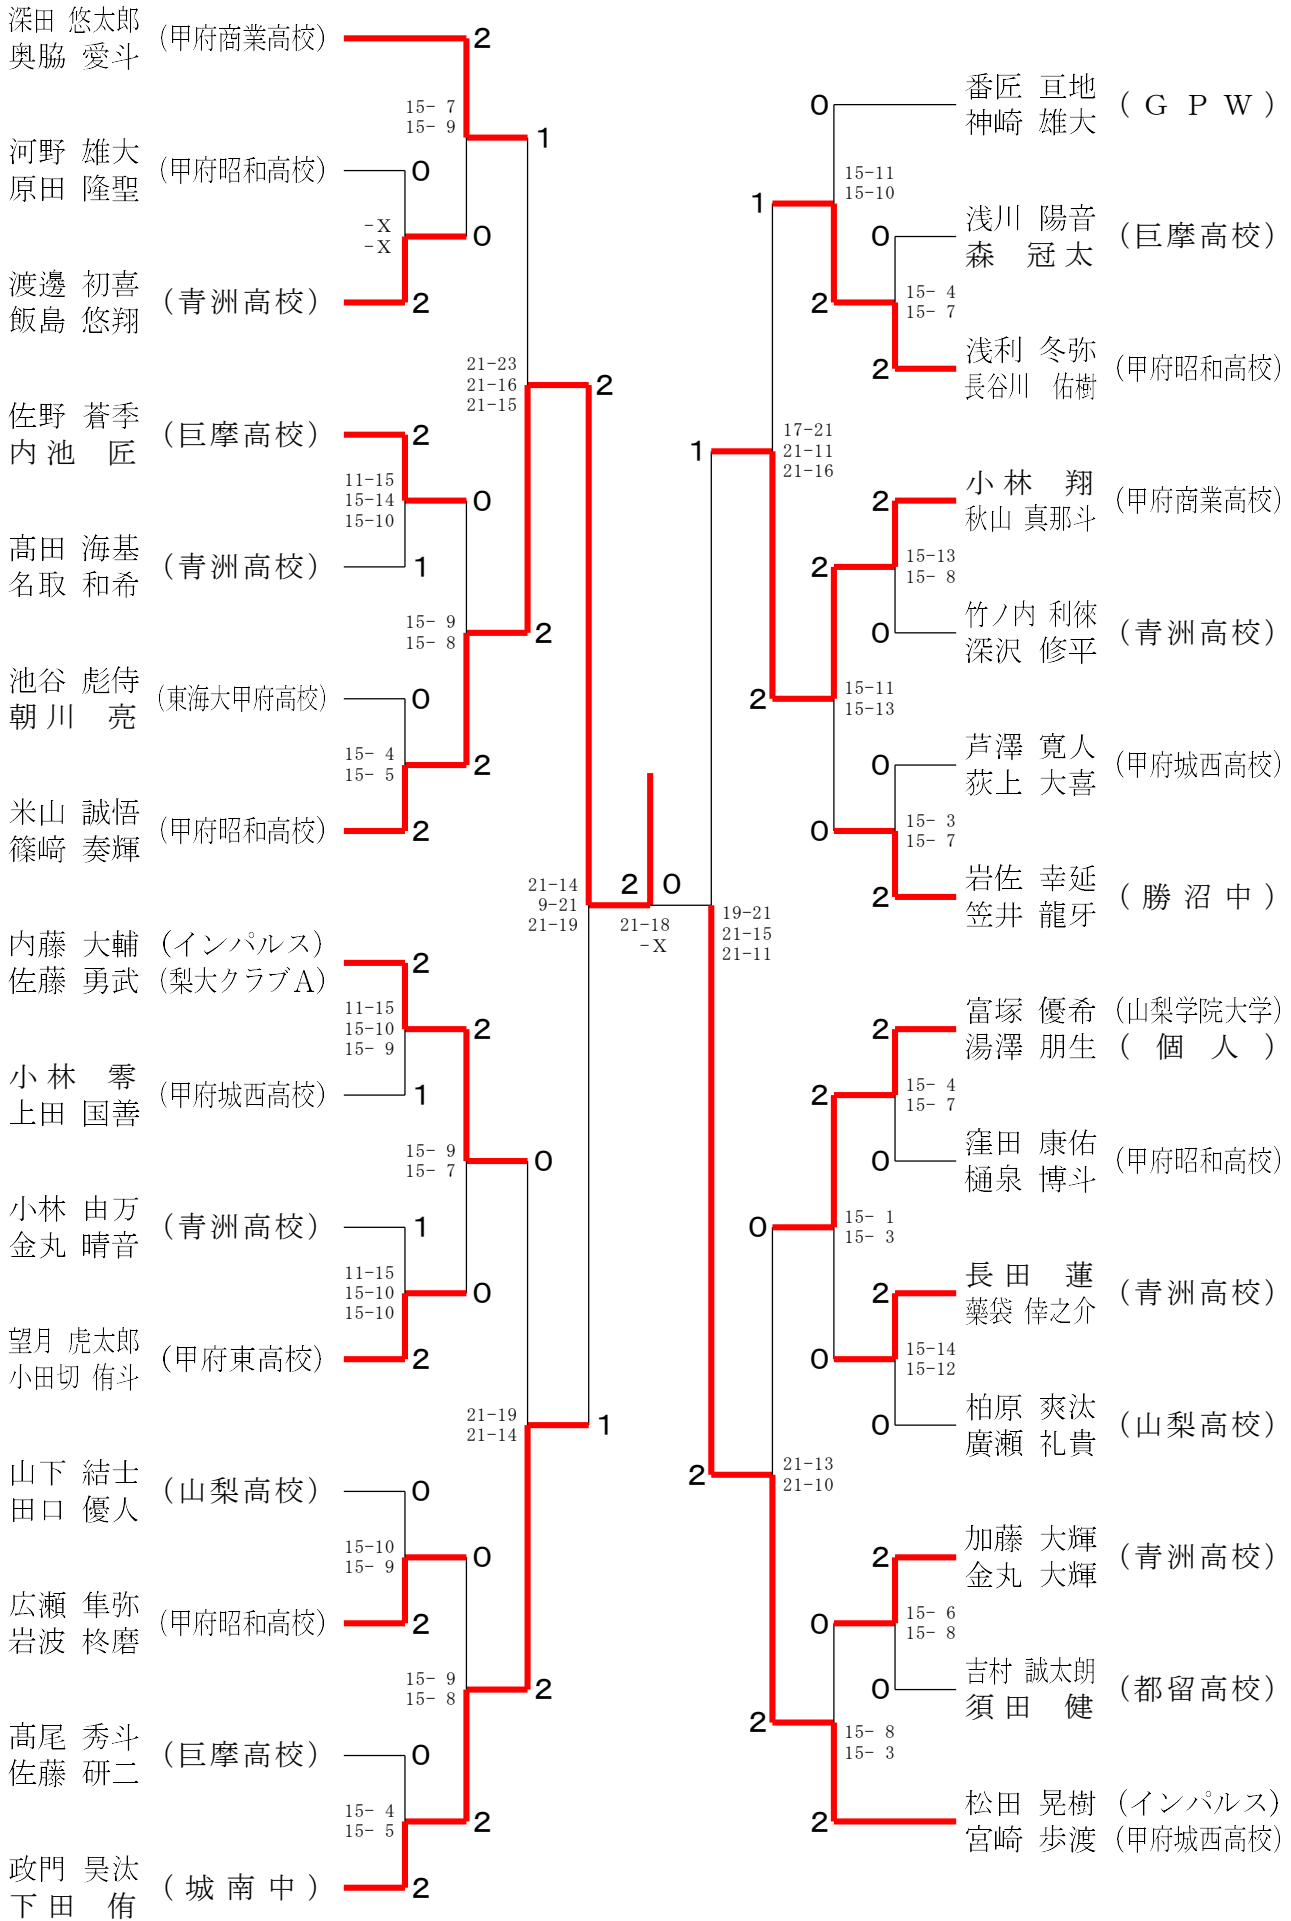 深田 悠太郎 (甲府商業高校) 2
奥脇 愛斗
15- 7
15- 9
1
河野 雄大 (甲府昭和高校) 0
原田 隆聖
-X
-X
0
渡邊 初喜 (青洲高校) 2
飯島 悠翔
21-23
21-16
21-15
2
佐野 蒼季 (巨摩高校) 2
内池 匠
11-15
15-14
15-10
0
髙田 海基 (青洲高校) 1
名取 和希
15- 9
15- 8
2
池谷 彪侍 (東海大甲府高校) 0
朝川 亮
15- 4
15- 5
2
米山 誠悟 (甲府昭和高校) 2
篠﨑 奏輝
21-14
9-21
21-19
2 0
21-18
-X
内藤 大輔 (インパルス) 2
佐藤 勇武 (梨大クラブA)
11-15
15-10
15- 9
2
小林 零 (甲府城西高校) 1
上田 国善
15- 9
15- 7
0
小林 由万 (青洲高校) 1
金丸 晴音
11-15
15-10
15-10
0
望月 虎太郎 (甲府東高校) 2
小田切 侑斗
21-19
21-14
1
山下 結士 (山梨高校) 0
田口 優人
15-10
15- 9
0
広瀬 隼弥 (甲府昭和高校) 2
岩波 柊磨
15- 9
15- 8
2
髙尾 秀斗 (巨摩高校) 0
佐藤 研二
15- 4
15- 5
2
政門 昊汰 (城南中) 2
下田 侑
0 番匠 亘地 (GPW)
神崎 雄大
15-11
15-10
1
0 浅川 陽音 (巨摩高校)
森 冠太
2
15- 4
15- 7
2 浅利 冬弥 (甲府昭和高校)
長谷川 佑樹
1
17-21
21-11
21-16
2 小林 翔 (甲府商業高校)
秋山 真那斗
2
15-13
15- 8
0 竹ノ内 利徠 (青洲高校)
深沢 修平
2
15-11
15-13
0 芦澤 寛人 (甲府城西高校)
荻上 大喜
0
15- 3
15- 7
2 岩佐 幸延 (勝沼中)
笠井 龍牙
19-21
21-15
21-11
2 富塚 優希 (山梨学院大学)
湯澤 朋生 (個人)
2
15- 4
15- 7
0 窪田 康佑 (甲府昭和高校)
樋泉 博斗
0
15- 1
15- 3
2 長田 蓮 (青洲高校)
薬袋 倖之介
0
15-14
15-12
0 柏原 爽汰 (山梨高校)
廣瀬 礼貴
2
21-13
21-10
2 加藤 大輝 (青洲高校)
金丸 大輝
0
15- 6
15- 8
0 吉村 誠太朗 (都留高校)
須田 健
2
15- 8
15- 3
2 松田 晃樹 (インパルス)
宮崎 歩渡 (甲府城西高校)